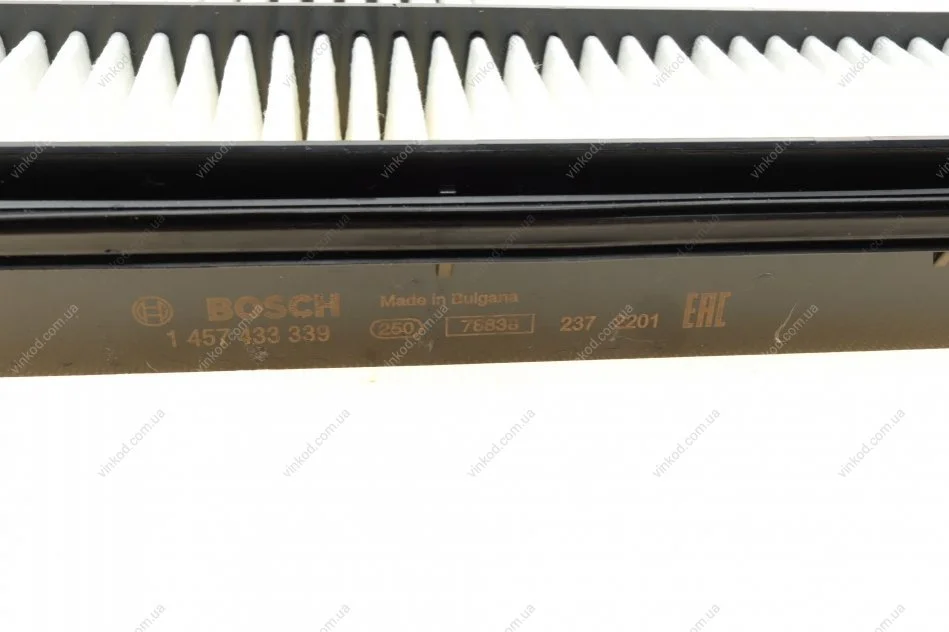 BOSCH Made in Bulgaria
1 457 433 339 250 76838 237 2201 EAC
vinkod.com.ua